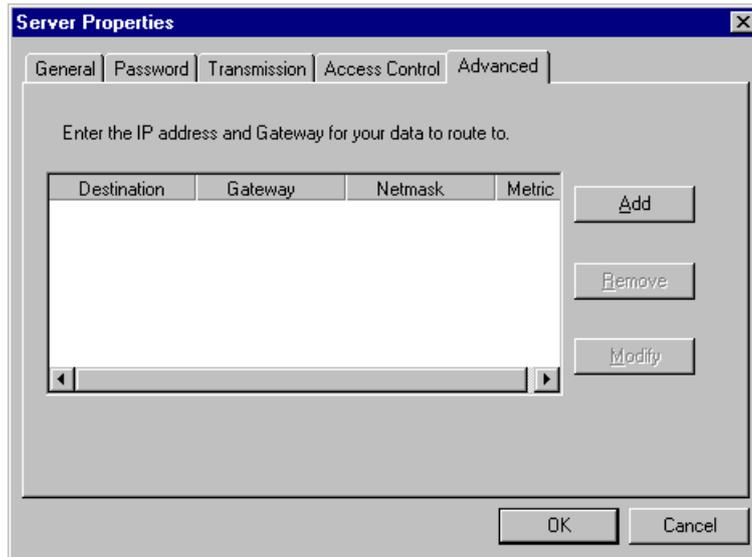 Server Properties
General Password Transmission Access Control Advanced
Enter the IP address and Gateway for your data to route to.
Destination Gateway Netmask Metric
Add
Remove
Modify
OK Cancel